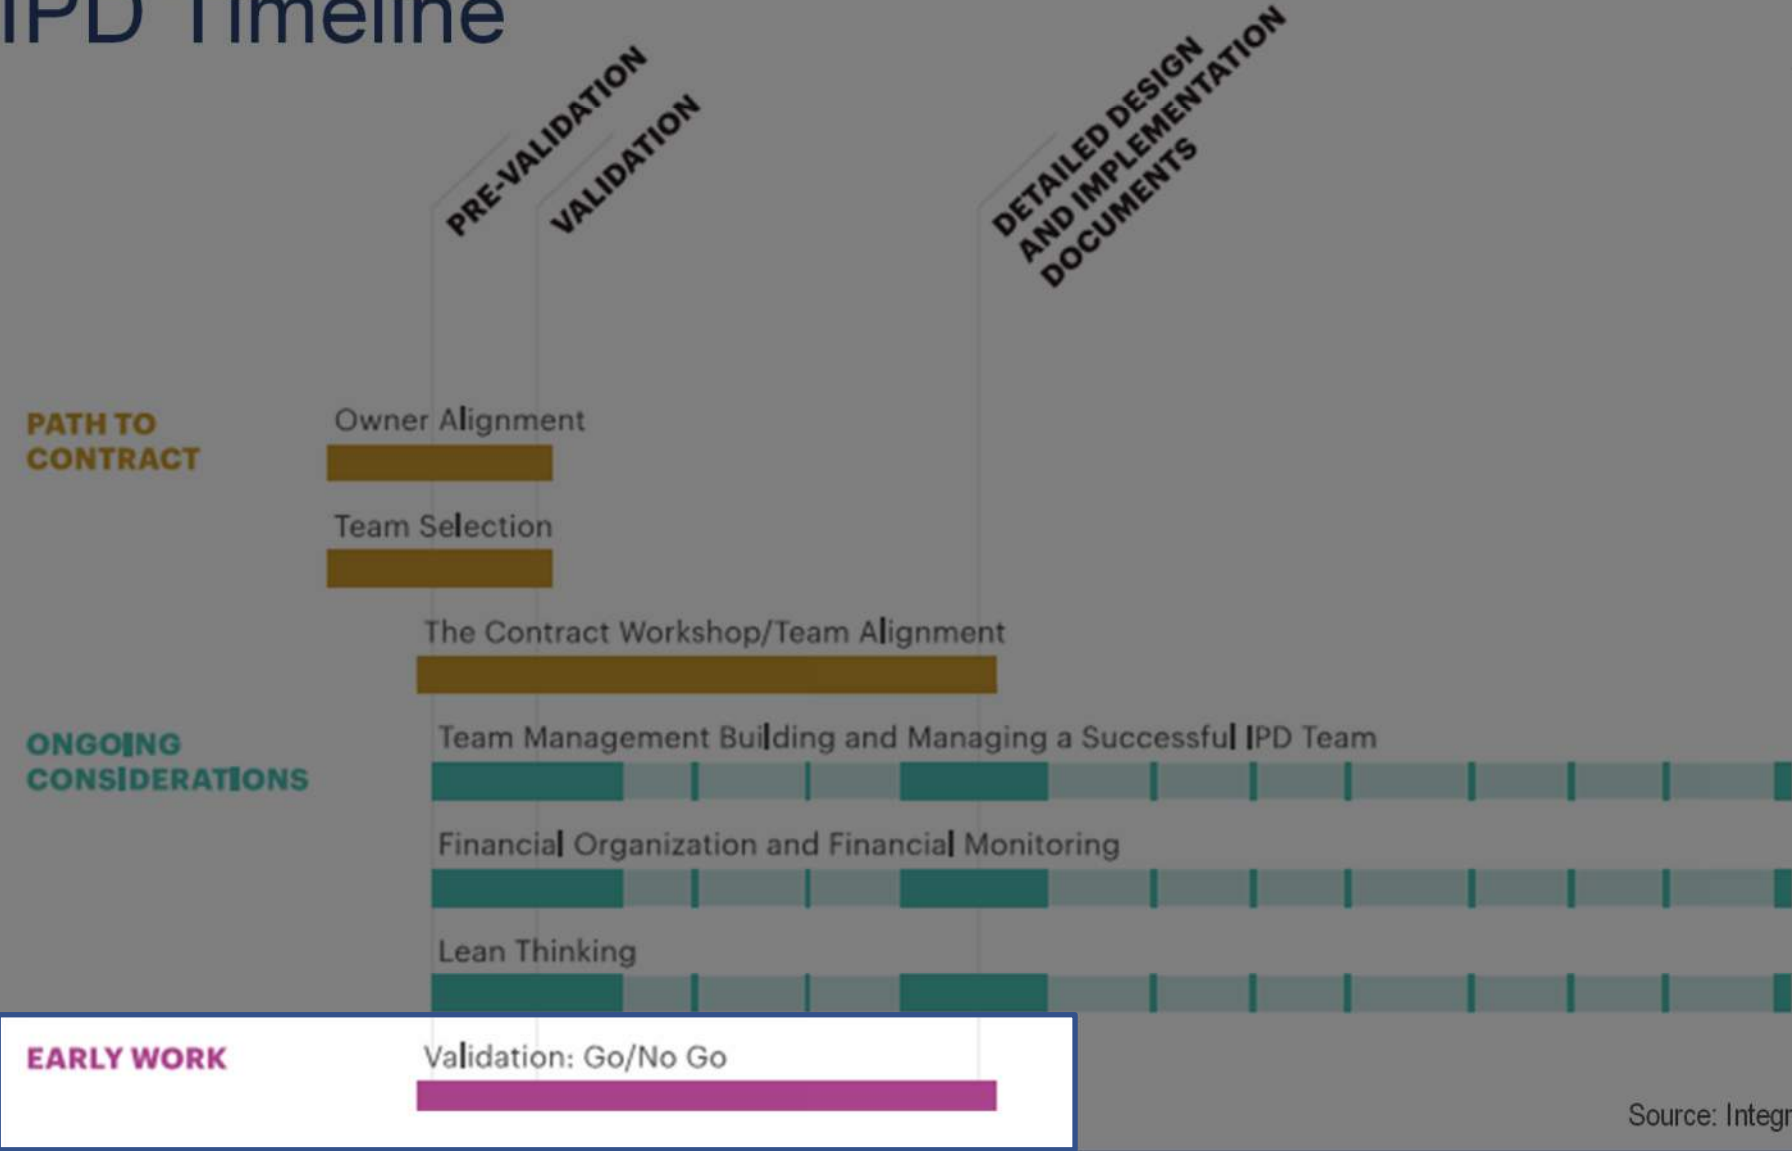 IPD Timeline
PRE-VALIDATION
VALIDATION
DETAILED DESIGN
AND IMPLEMENTATION
DOCUMENTS
PATH TO
CONTRACT
Owner Alignment
Team Selection
The Contract Workshop/Team Alignment
ONGOING
CONSIDERATIONS
Team Management Building and Managing a Successful IPD Team
Financial Organization and Financial Monitoring
Lean Thinking
EARLY WORK
Validation: Go/No Go
Source: